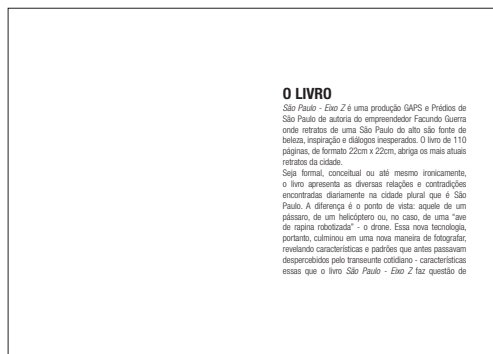 O LIVRO
São Paulo - Eixo Z é uma produção GAPS e Prédios de
São Paulo de autoria do empreendedor Facundo Guerra
onde retratos de uma São Paulo do alto são fonte de
beleza, inspiração e diálogos inesperados. O livro de 110
páginas, de formato 22cm x 22cm, abriga os mais atuais
retratos da cidade.
Seja formal, conceitual ou até mesmo ironicamente,
o livro apresenta as diversas relações e contradições
encontradas diariamente na cidade plural que é São
Paulo. A diferença é o ponto de vista: aquele de um
pássaro, de um helicóptero ou, no caso, de uma "ave
de rapina robotizada" - o drone. Essa nova tecnologia,
portanto, culminou em uma nova maneira de fotografar,
revelando características e padrões que antes passavam
despercebidos pelo transeunte cotidiano - características
essas que o livro São Paulo - Eixo Z faz questão de